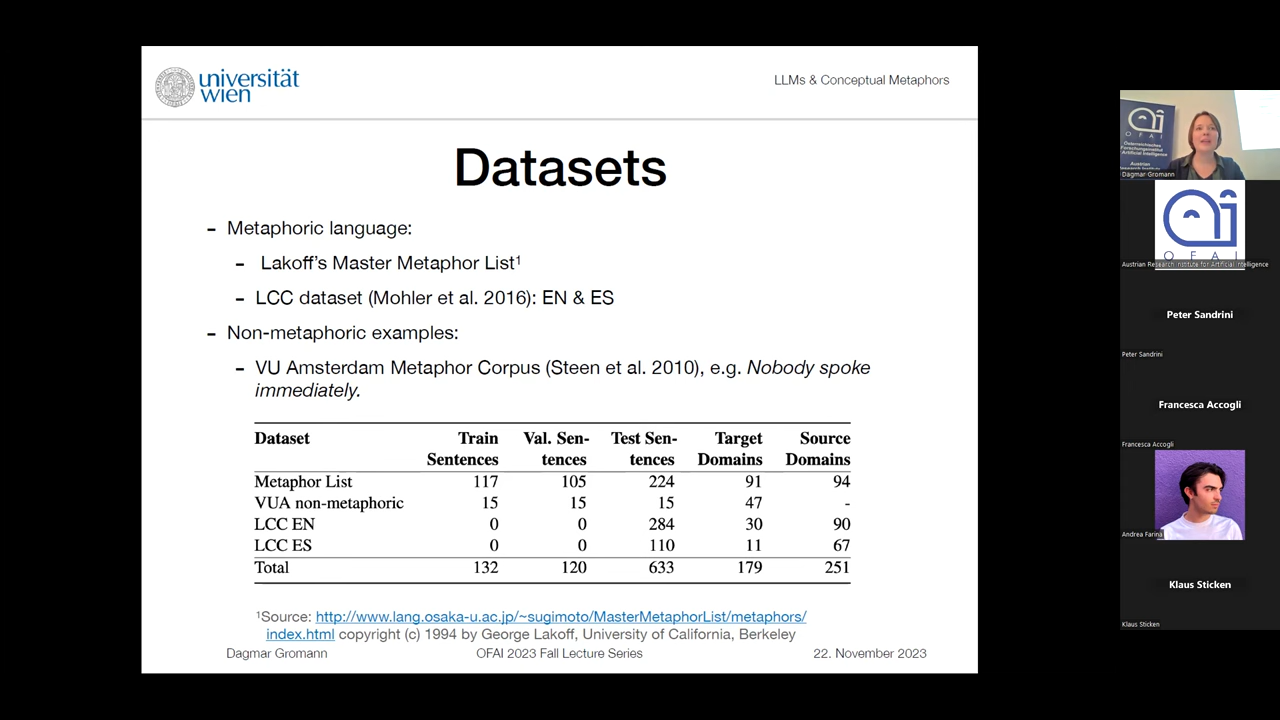 universität
wien
LLMs & Conceptual Metaphors
Datasets
- Metaphoric language:
- Lakoff's Master Metaphor List¹
- LCC dataset (Mohler et al. 2016): EN & ES
- Non-metaphoric examples:
- VU Amsterdam Metaphor Corpus (Steen et al. 2010), e.g. Nobody spoke
immediately.
Dataset Train Val. Sen- Test Sen- Target Source
Sentences tences tences Domains Domains
Metaphor List 117 105 224 91 94
VUA non-metaphoric 15 15 15 47 -
LCC EN 0 0 284 30 90
LCC ES 0 0 110 11 67
Total 132 120 633 179 251
¹Source: http://www.lang.osaka-u.ac.jp/~sugimoto/MasterMetaphorList/metaphors/
index.html copyright (c) 1994 by George Lakoff, University of California, Berkeley
Dagmar Gromann OFAI 2023 Fall Lecture Series 22. November 2023
OFAI
Österreichisches
Forschungsinstitut
Artificial Intelligence
Austrian
Dagmar Gromann
OFAI
Austrian Research Institute for Artificial Intelligence
Peter Sandrini
Peter Sandrini
Francesca Accogli
Francesca Accogli
Andrea Farina
Klaus Sticken
Klaus Sticken